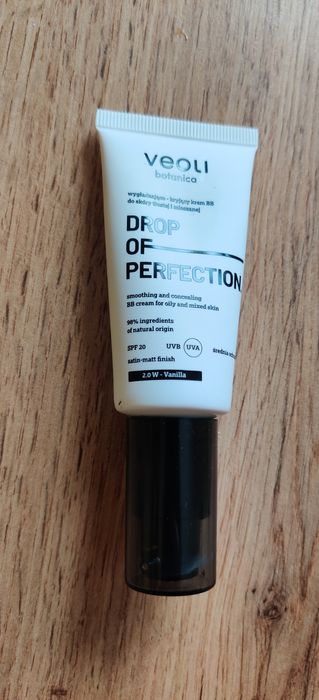 veoli
botanica
wygładzająco - kryjący krem BB
do skóry tłustej i mieszanej
DROP
OF
PERFECTION
smoothing and concealing
BB cream for oily and mixed skin
98% ingredients
of natural origin
SPF 20 UVB UVA średnia
satin-matt finish
2.0 W - Vanilla